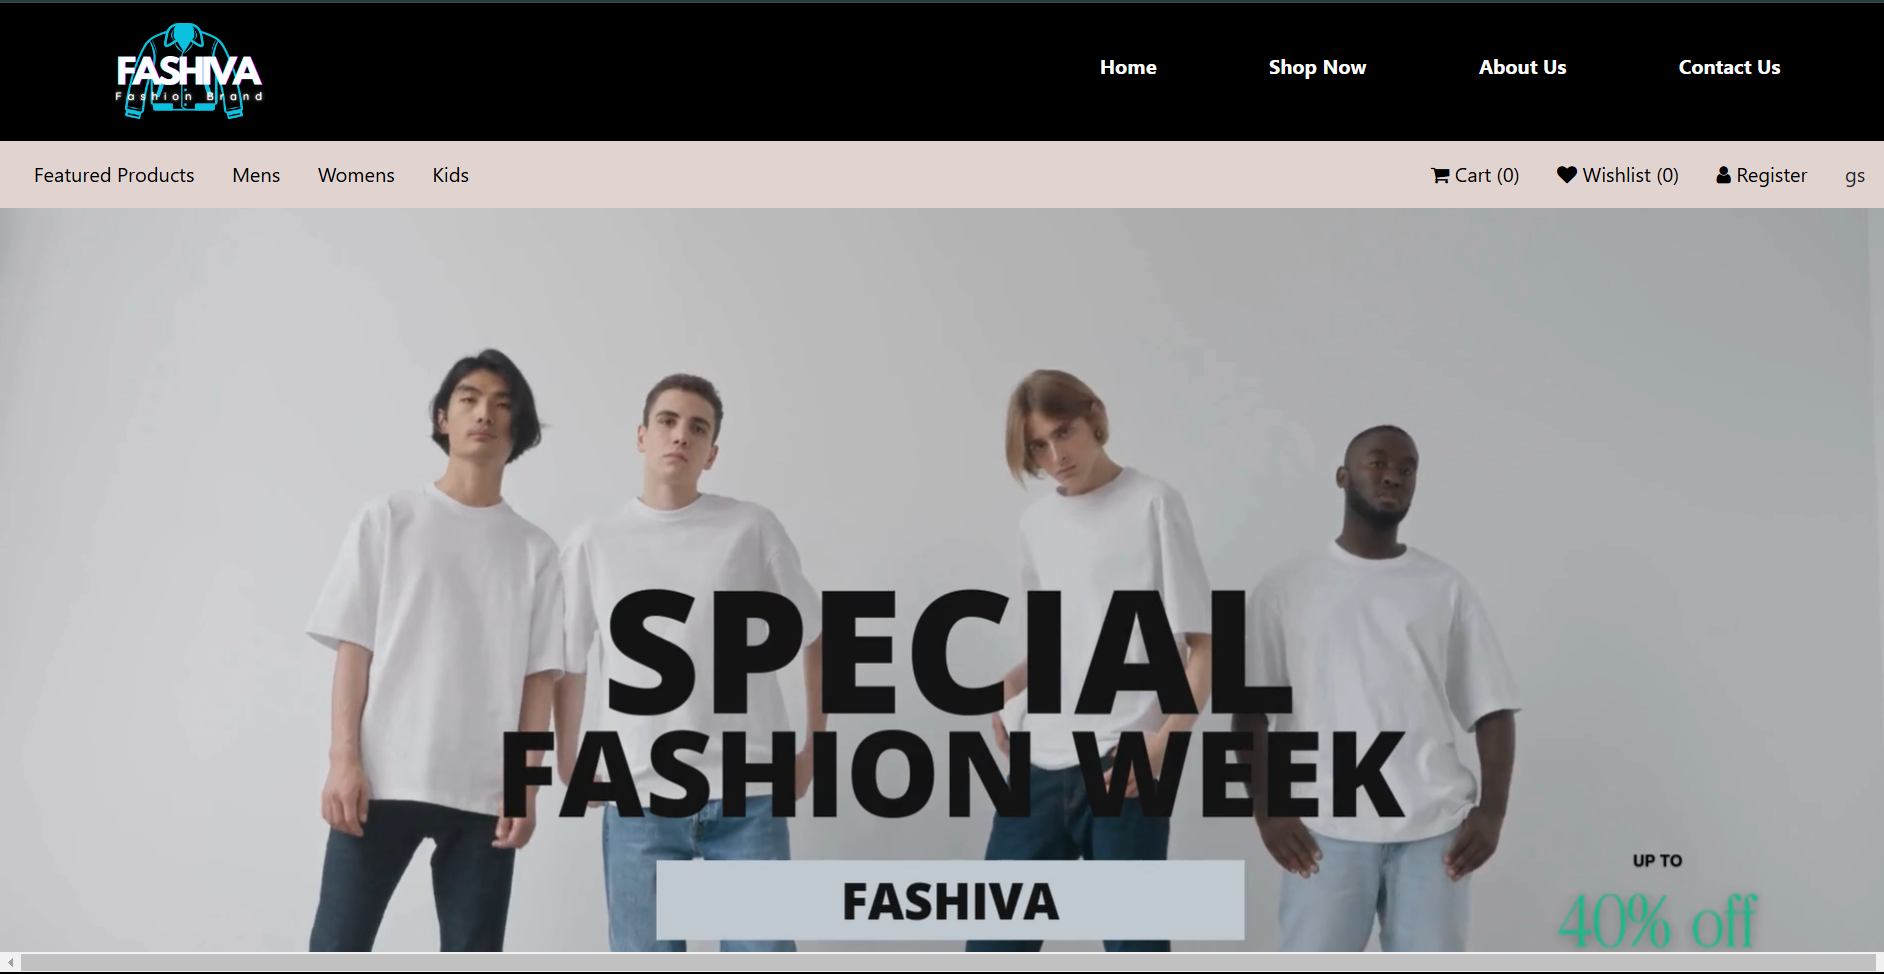 FASHIVA
Fashion Brand
Home Shop Now About Us Contact Us
Featured Products Mens Womens Kids Cart (0) Wishlist (0) Register gs
SPECIAL
FASHION WEEK
FASHIVA
UP TO
40% off